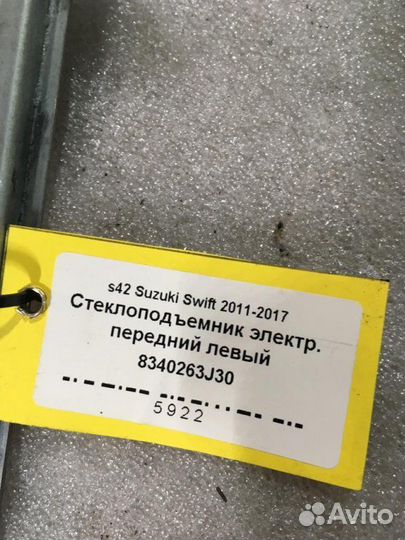 s42 Suzuki Swift 2011-2017
Стеклоподъемник электр.
передний левый
8340263J30
5922
Avito